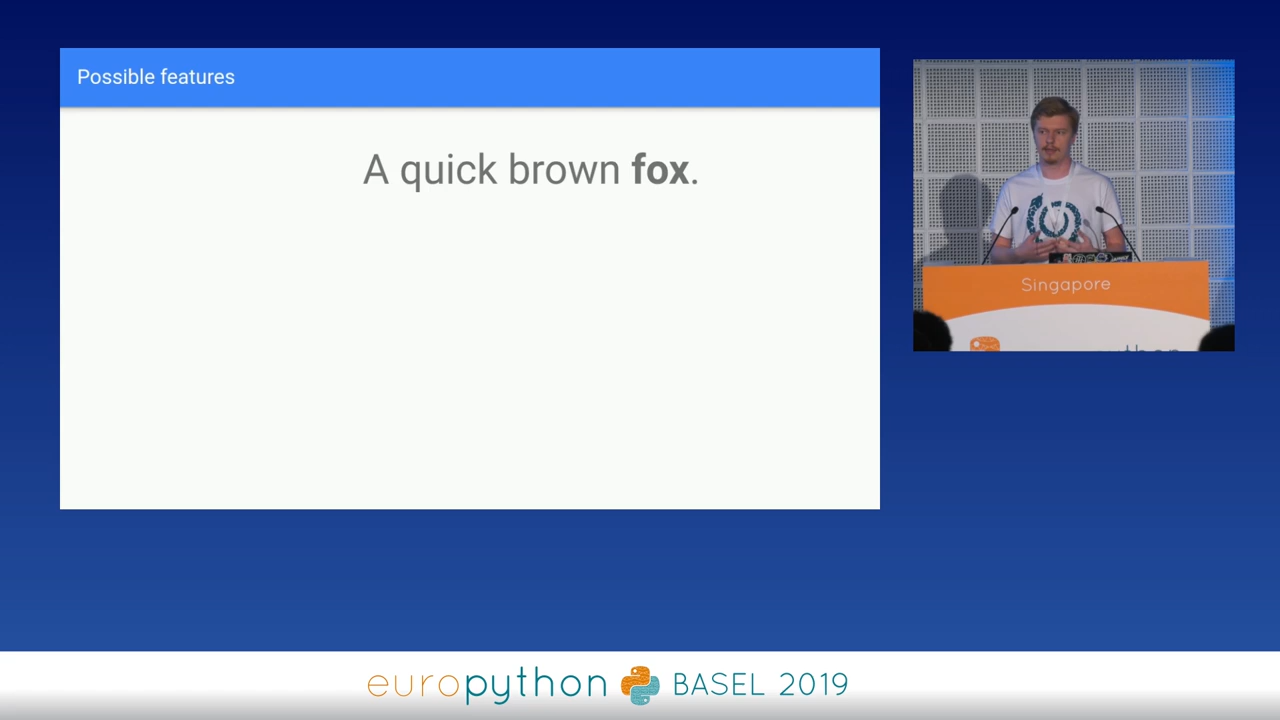 Possible features
A quick brown fox.
Singapore
europython BASEL 2019